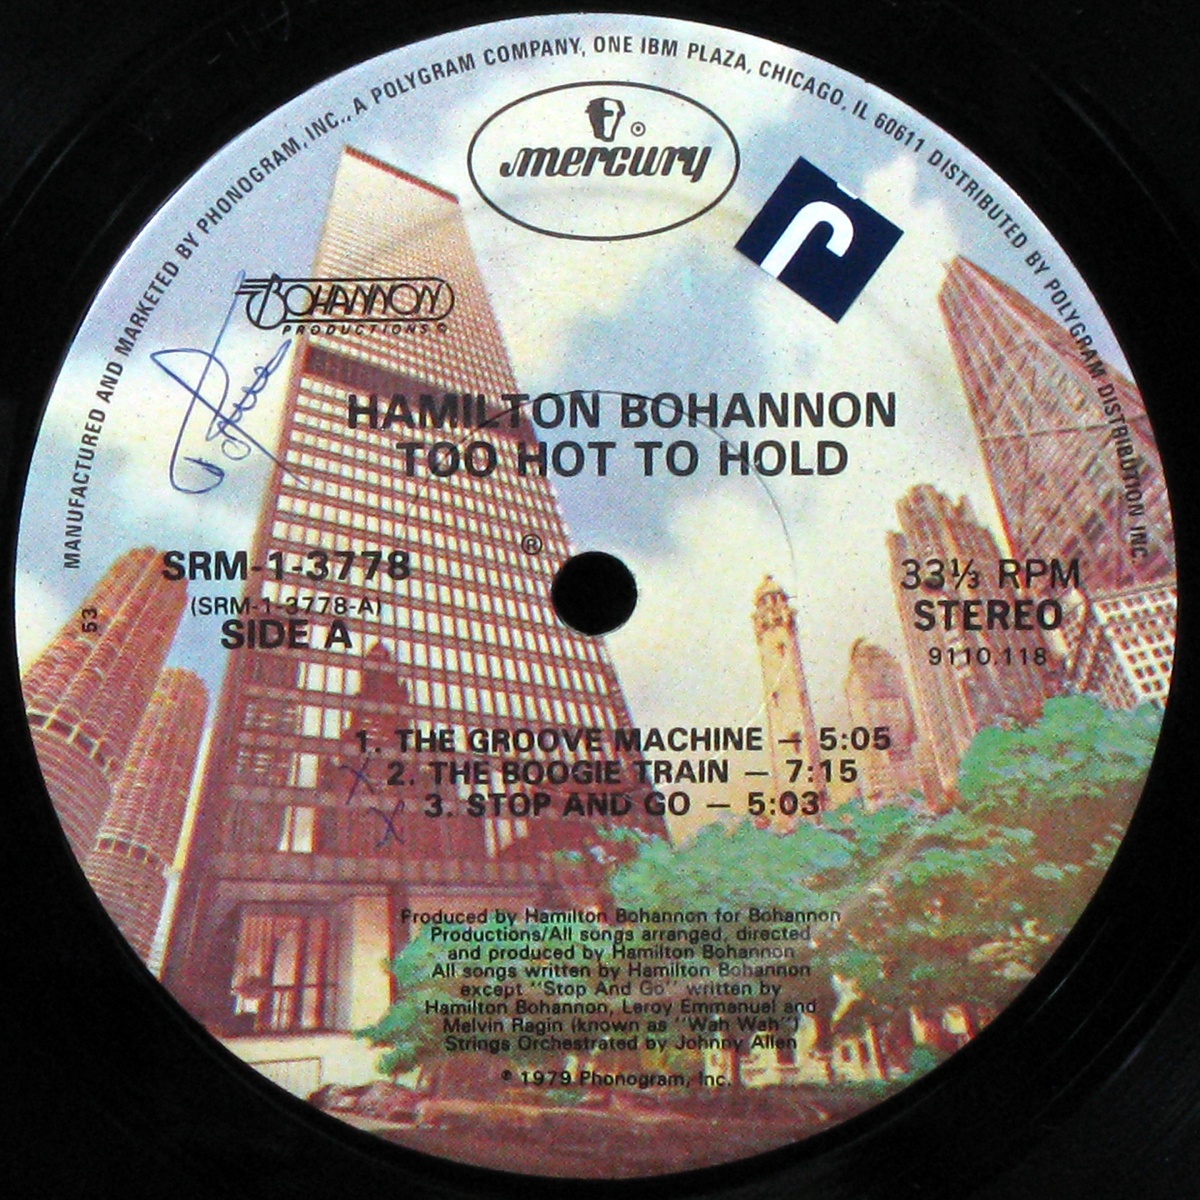 MANUFACTURED AND MARKETED BY PHONOGRAM, INC., A POLYGRAM COMPANY, ONE IBM PLAZA, CHICAGO, IL 60611 DISTRIBUTED BY POLYGRAM DISTRIBUTION INC.
mercury
BOHANNON
PRODUCTIONS
HAMILTON BOHANNON
TOO HOT TO HOLD
®
SRM-1-3778
(SRM-1-3778-A)
SIDE A
53
33⅓ RPM
STEREO
9110.118
1. THE GROOVE MACHINE — 5:05
X 2. THE BOOGIE TRAIN — 7:15
X 3. STOP AND GO — 5:03
Produced by Hamilton Bohannon for Bohannon
Productions/All songs arranged, directed
and produced by Hamilton Bohannon
All songs written by Hamilton Bohannon
except "Stop And Go" written by
Hamilton Bohannon, Leroy Emmanuel and
Melvin Ragin (known as "Wah Wah")
Strings Orchestrated by Johnny Allen
℗ 1979 Phonogram, Inc.